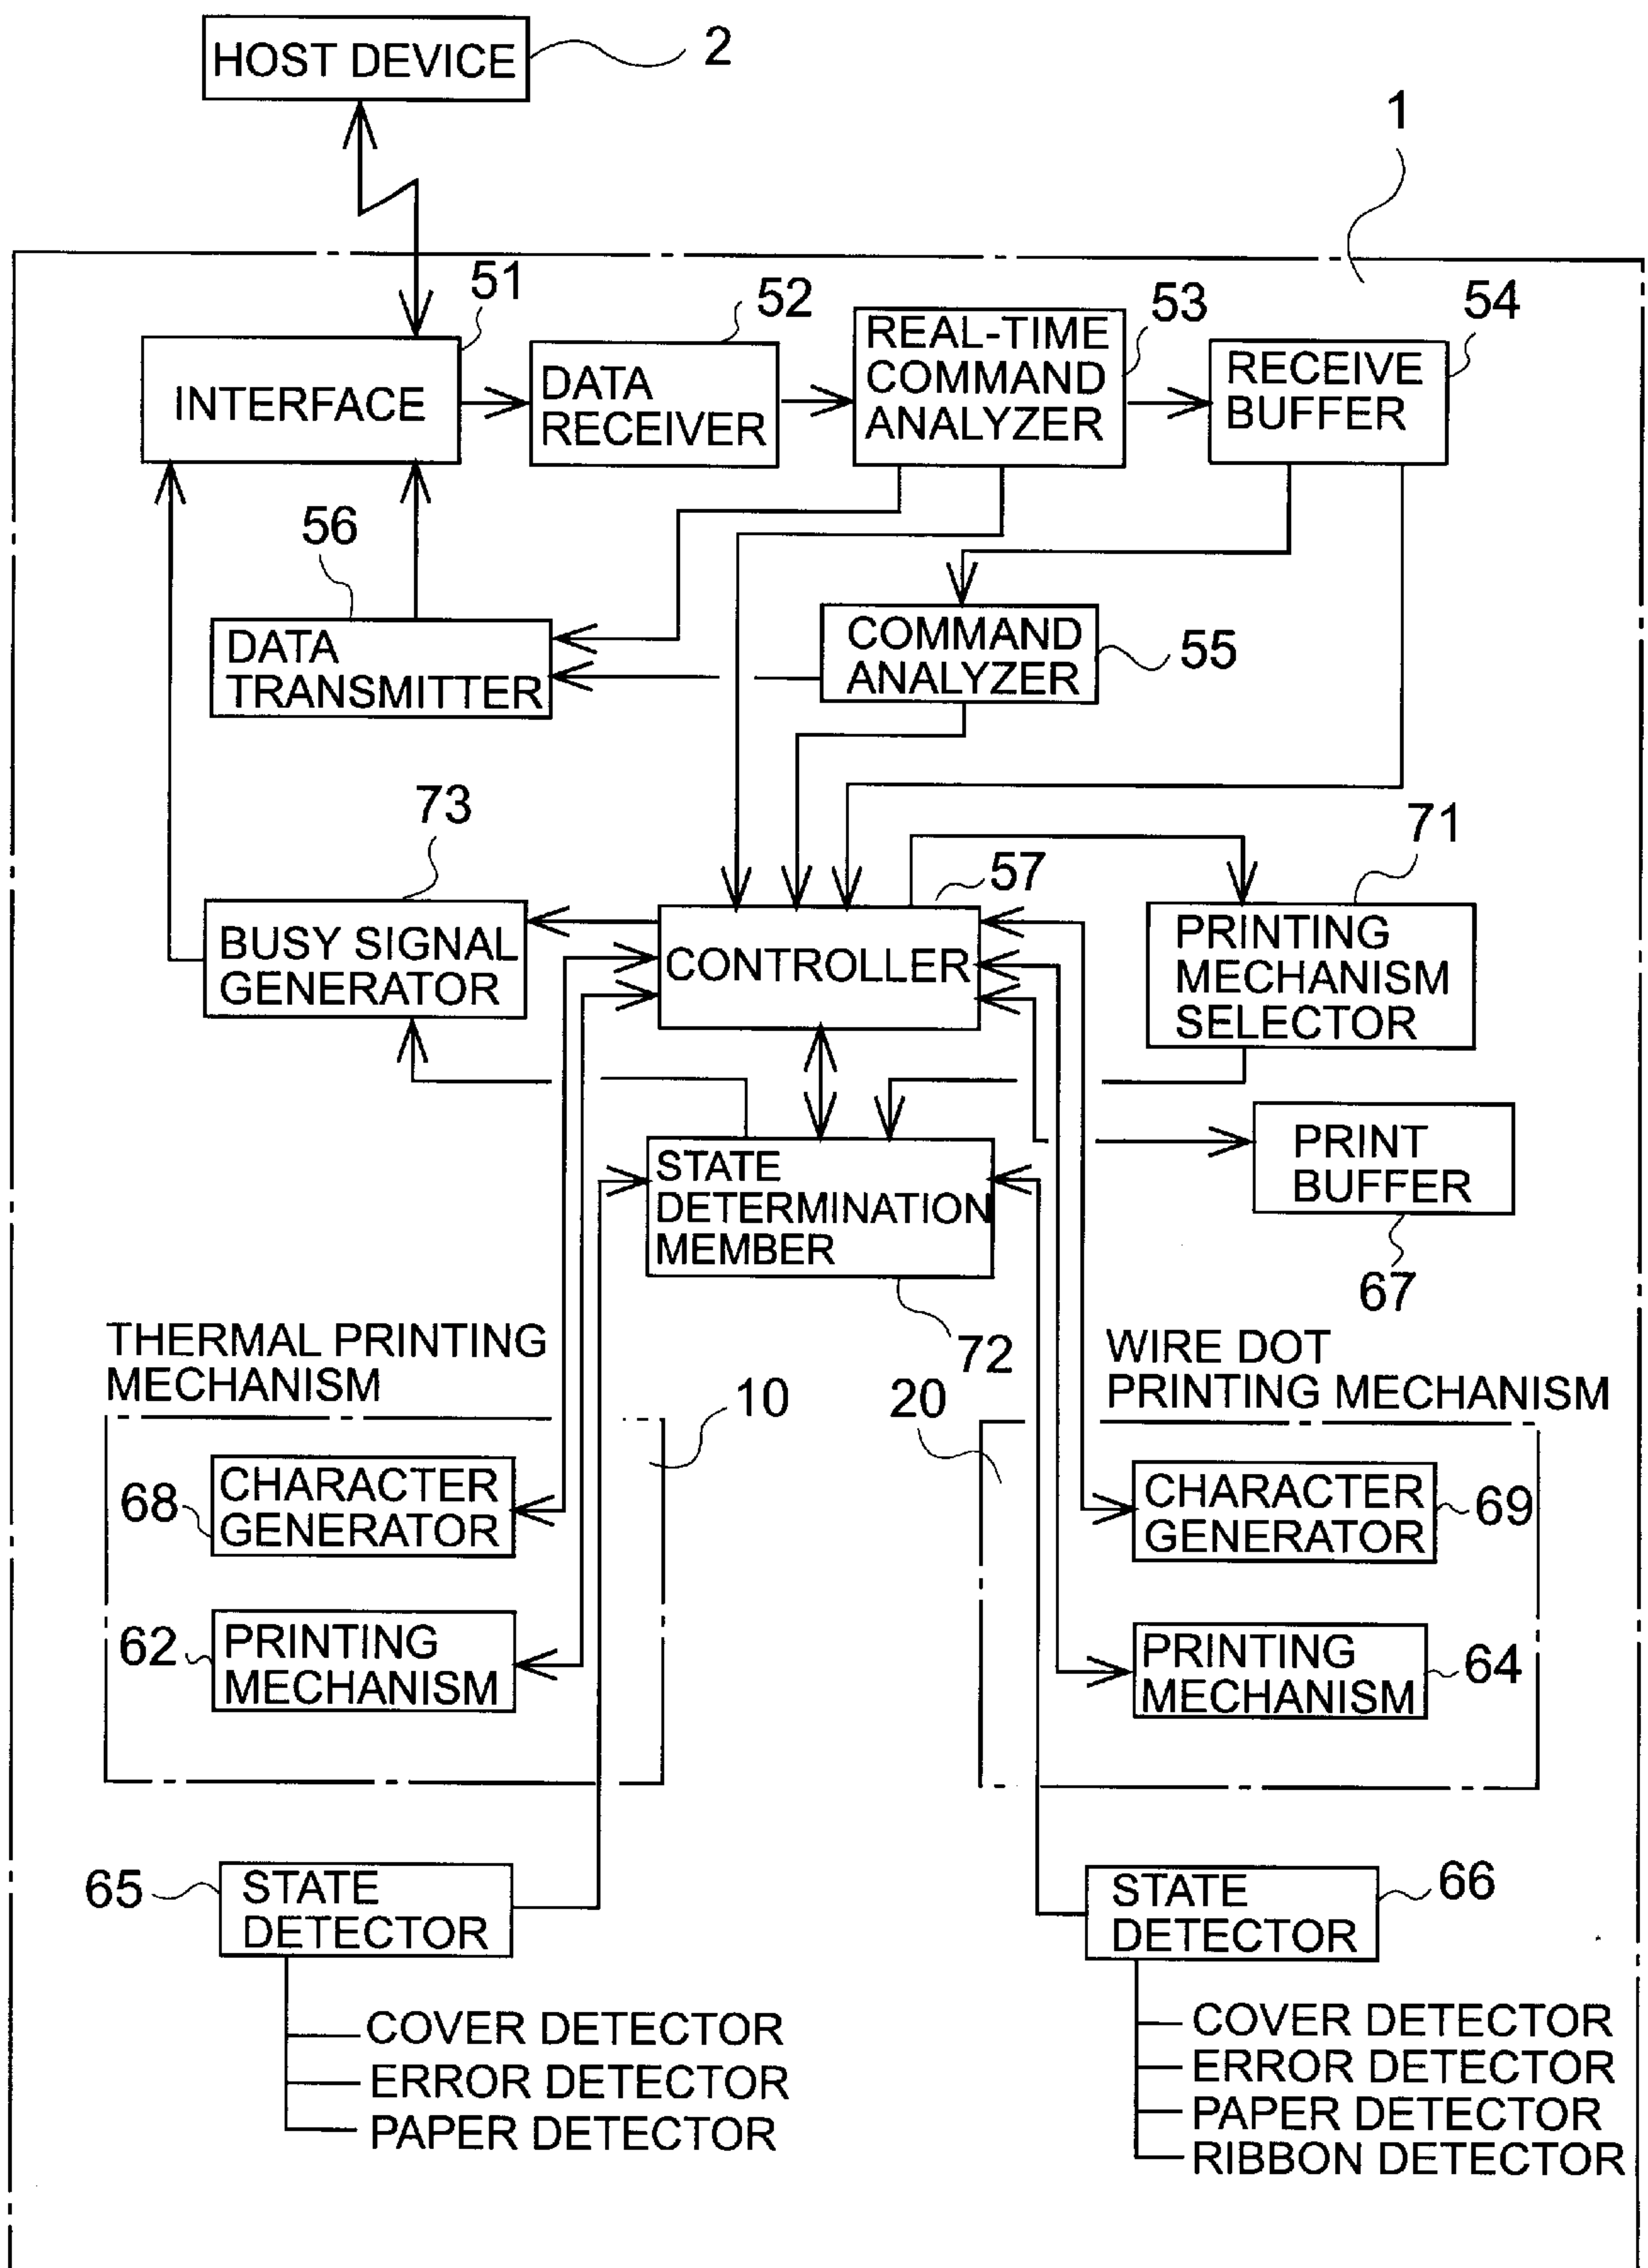 HOST DEVICE
2
1
51
52
53
54
INTERFACE
DATA
RECEIVER
REAL-TIME
COMMAND
ANALYZER
RECEIVE
BUFFER
56
DATA
TRANSMITTER
COMMAND
ANALYZER
55
73
57
71
BUSY SIGNAL
GENERATOR
CONTROLLER
PRINTING
MECHANISM
SELECTOR
STATE
DETERMINATION
MEMBER
72
PRINT
BUFFER
67
THERMAL PRINTING
MECHANISM
10
20
WIRE DOT
PRINTING MECHANISM
68
CHARACTER
GENERATOR
CHARACTER
GENERATOR
69
62
PRINTING
MECHANISM
PRINTING
MECHANISM
64
65
STATE
DETECTOR
STATE
DETECTOR
66
COVER DETECTOR
ERROR DETECTOR
PAPER DETECTOR
COVER DETECTOR
ERROR DETECTOR
PAPER DETECTOR
RIBBON DETECTOR